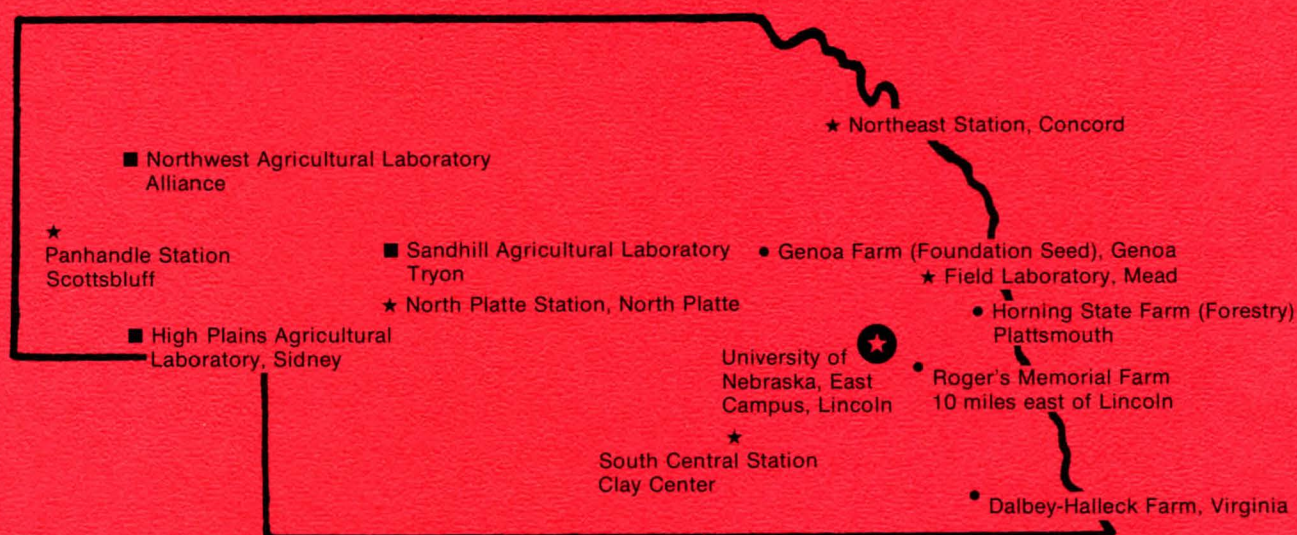 ★ Northeast Station, Concord
■ Northwest Agricultural Laboratory
Alliance
★
Panhandle Station
Scottsbluff
■ Sandhill Agricultural Laboratory
Tryon
● Genoa Farm (Foundation Seed), Genoa
★ Field Laboratory, Mead
★ North Platte Station, North Platte
● Horning State Farm (Forestry)
Plattsmouth
■ High Plains Agricultural
Laboratory, Sidney
University of
Nebraska, East
Campus, Lincoln
● Roger's Memorial Farm
10 miles east of Lincoln
★
South Central Station
Clay Center
● Dalbey-Halleck Farm, Virginia